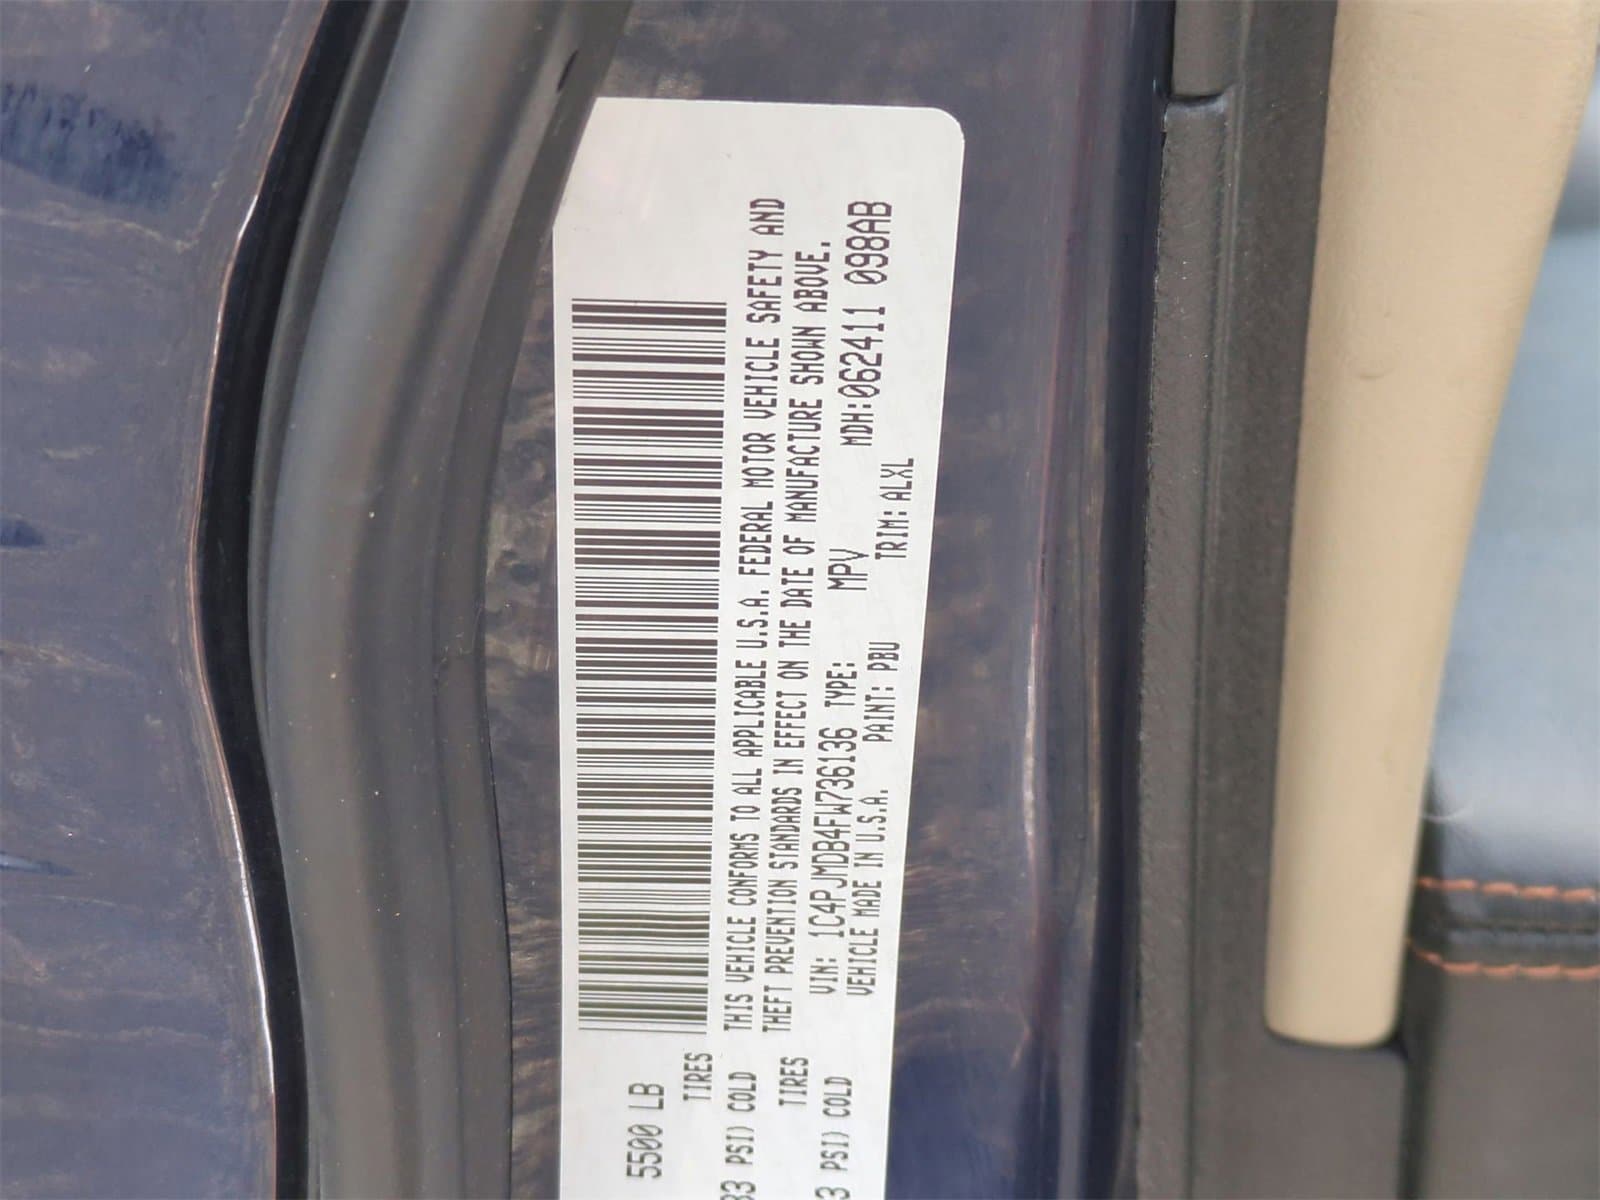 5500 LB
TIRES
33 PSI) COLD
TIRES
3 PSI) COLD
THIS VEHICLE CONFORMS TO ALL APPLICABLE U.S.A. FEDERAL MOTOR VEHICLE SAFETY AND
THEFT PREVENTION STANDARDS IN EFFECT ON THE DATE OF MANUFACTURE SHOWN ABOVE.
VIN: 1C4PJMDB4FW736136 TYPE: MPV MDH:062411 098AB
VEHICLE MADE IN U.S.A. PAINT: PBU TRIM: ALXL